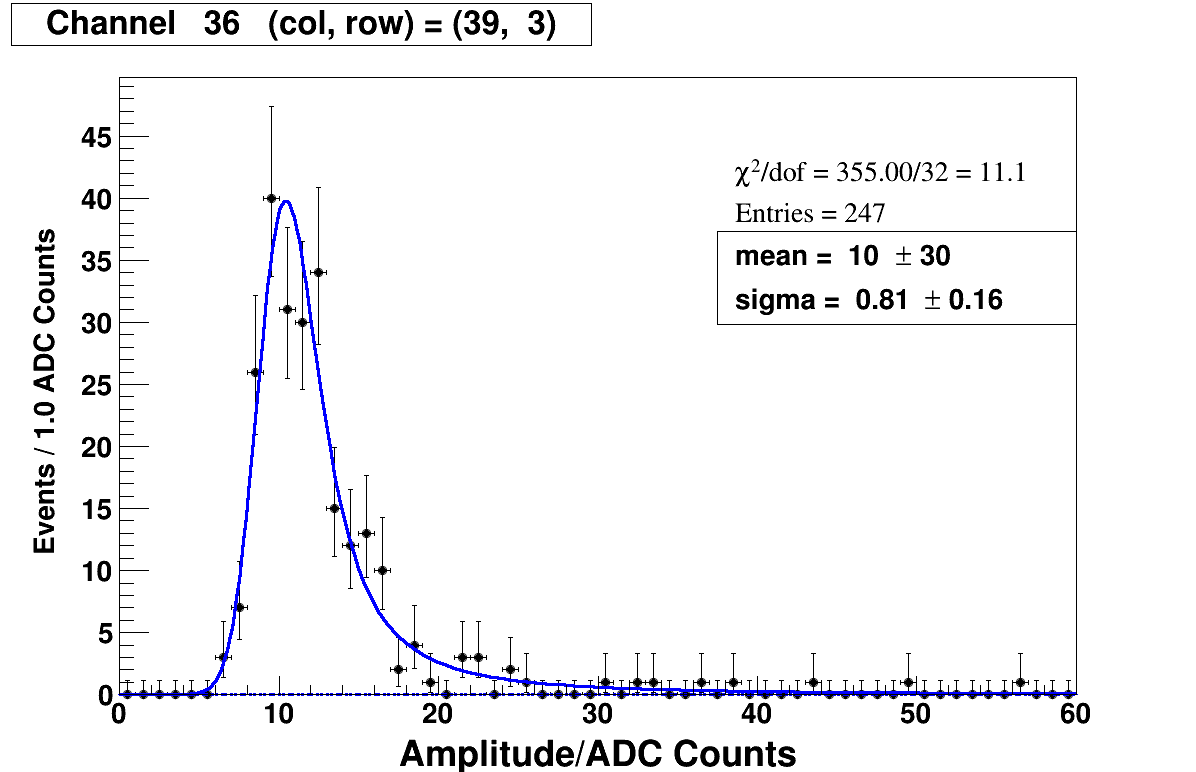 Channel 36 (col, row) = (39, 3)
χ²/dof = 355.00/32 = 11.1
Entries = 247
mean = 10 ± 30
sigma = 0.81 ± 0.16
Events / 1.0 ADC Counts
45
40
35
30
25
20
15
10
5
0
0 10 20 30 40 50 60
Amplitude/ADC Counts